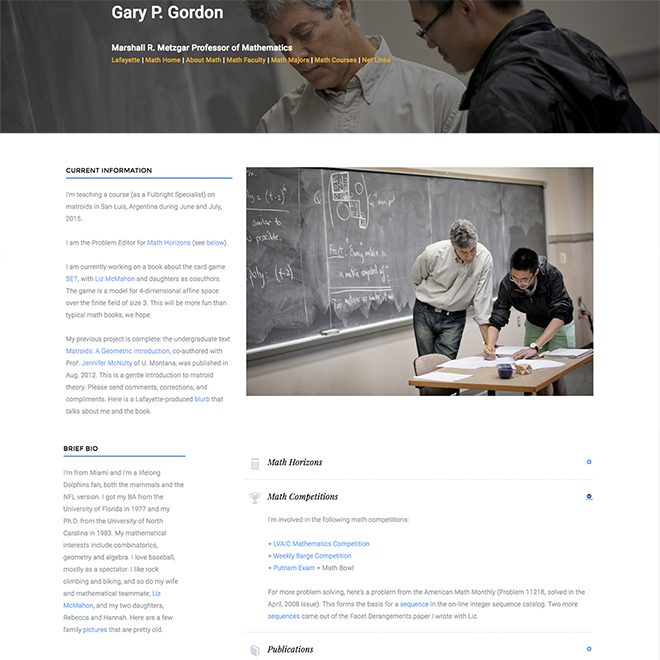 Gary P. Gordon
Marshall R. Metzgar Professor of Mathematics
Lafayette | Math Home | About Math | Math Faculty | Math Majors | Math Courses | Net Links
CURRENT INFORMATION
I'm teaching a course (as a Fulbright Specialist) on
matroids in San Luis, Argentina during June and July,
2015.
I am the Problem Editor for Math Horizons (see below).
I am currently working on a book about the card game
SET, with Liz McMahon and daughters as coauthors.
The game is a model for 4-dimensional affine space
over the finite field of size 3. This will be more fun than
typical math books, we hope.
My previous project is complete: the undergraduate text
Matroids: A Geometric Introduction, co-authored with
Prof. Jennifer McNulty of U. Montana, was published in
Aug. 2012. This is a gentle introduction to matroid
theory. Please send comments, corrections, and
compliments. Here is a Lafayette-produced blurb that
talks about me and the book.
similar to
possible.
Fact: Every matrix is
a matrix symbol of
BRIEF BIO
I'm from Miami and I'm a lifelong
Dolphins fan, both the mammals and the
NFL version. I got my BA from the
University of Florida in 1977 and my
Ph.D. from the University of North
Carolina in 1983. My mathematical
interests include combinatorics,
geometry and algebra. I love baseball,
mostly as a spectator. I like rock
climbing and biking, and so do my wife
and mathematical teammate, Liz
McMahon, and my two daughters,
Rebecca and Hannah. Here are a few
family pictures that are pretty old.
Math Horizons
Math Competitions
I'm involved in the following math competitions:
» LVAIC Mathematics Competition
» Weekly Barge Competition
» Putnam Exam » Math Bowl
For more problem solving, here's a problem from the American Math Monthly (Problem 11218, solved in the
April, 2008 issue). This forms the basis for a sequence in the on-line integer sequence catalog. Two more
sequences came out of the Facet Derangements paper I wrote with Liz.
Publications